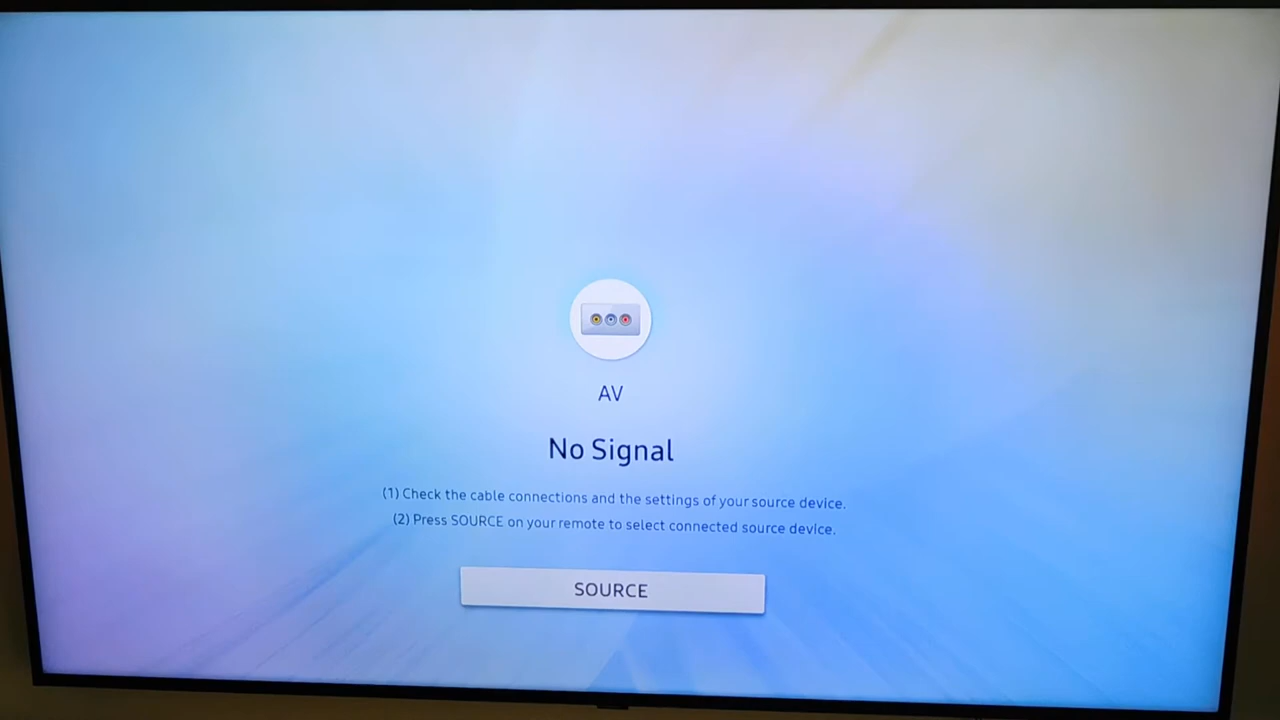 AV
No Signal
(1) Check the cable connections and the settings of your source device.
(2) Press SOURCE on your remote to select connected source device.
SOURCE